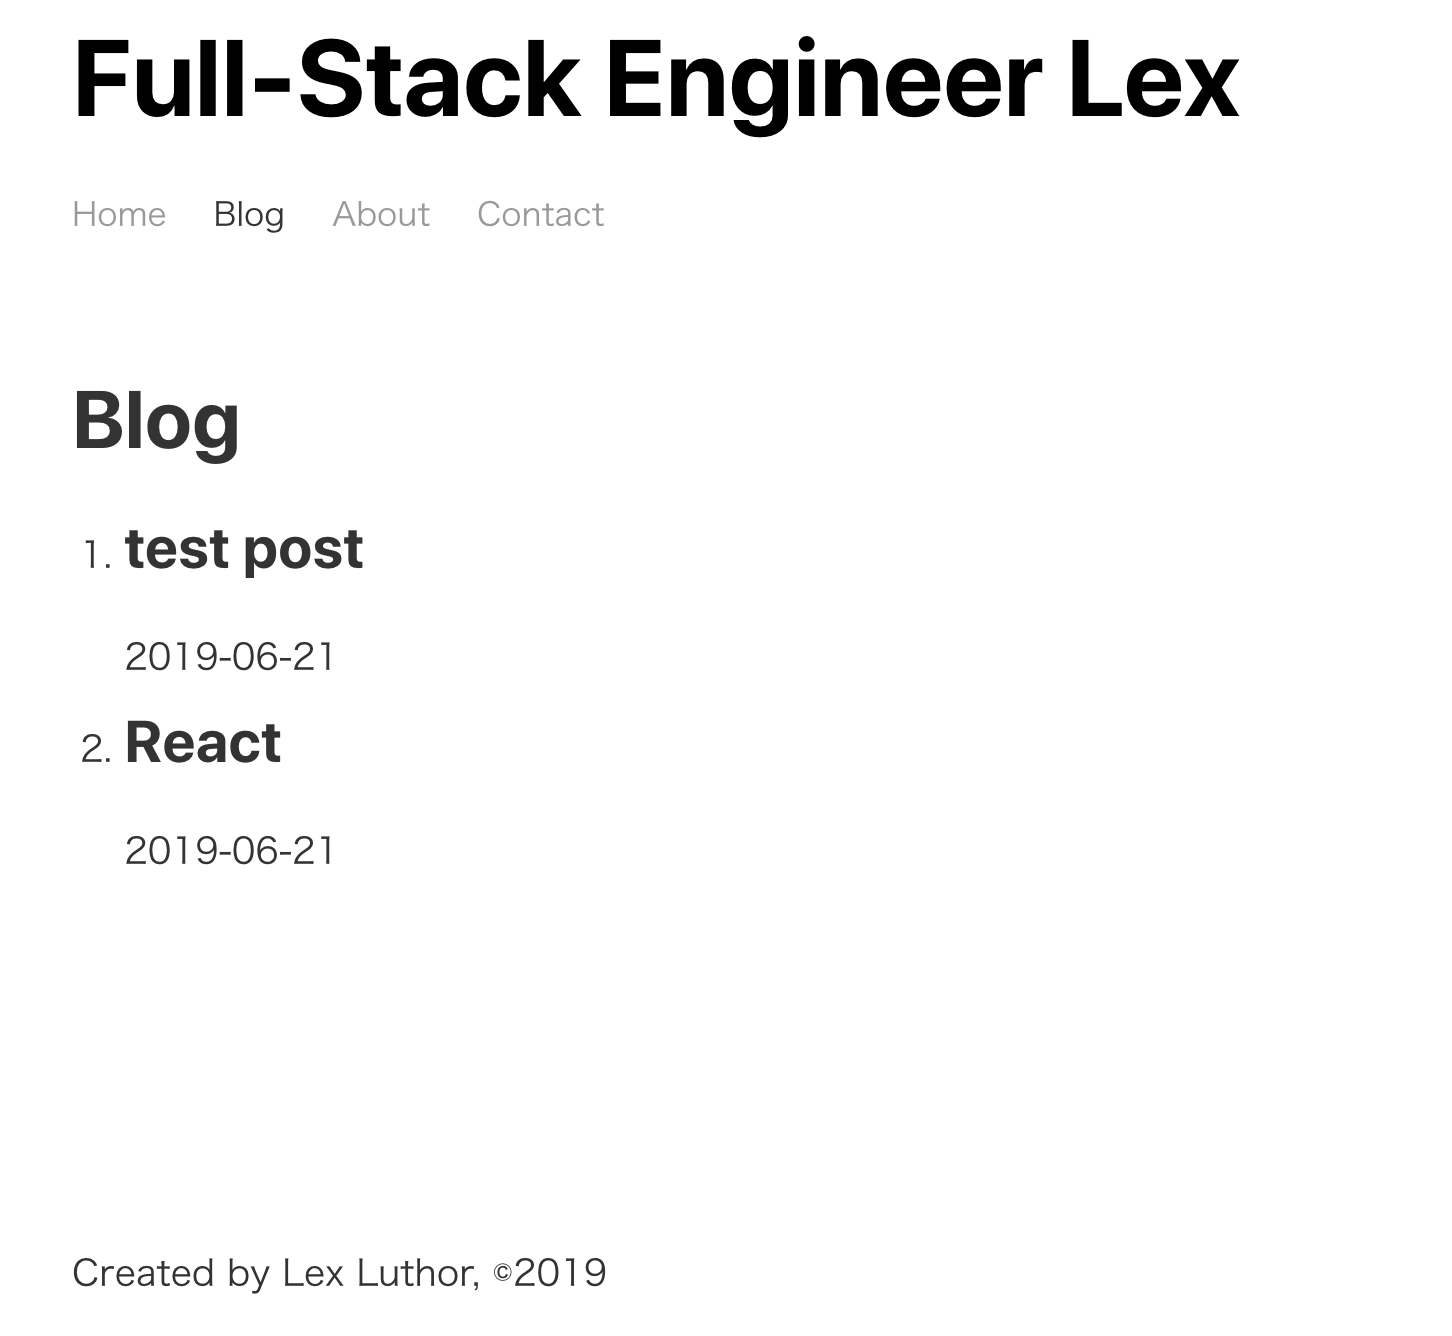 Full-Stack Engineer Lex
Home Blog About Contact
Blog
1. test post
2019-06-21
2. React
2019-06-21
Created by Lex Luthor, ©2019